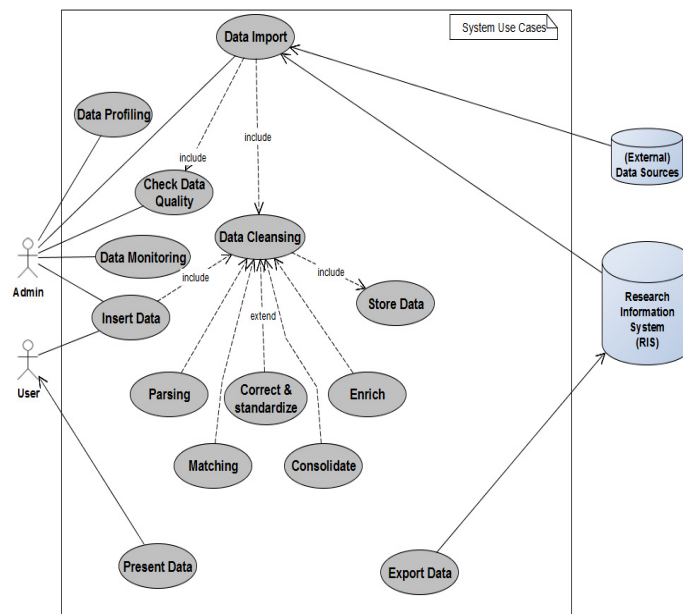 System Use Cases
Data Import
Data Profiling
include
include
(External)
Data Sources
Check Data
Quality
Data Cleansing
Admin
Data Monitoring
include
include
Insert Data
Store Data
Research
Information
System
(RIS)
extend
User
Parsing
Correct &
standardize
Enrich
Matching
Consolidate
Present Data
Export Data